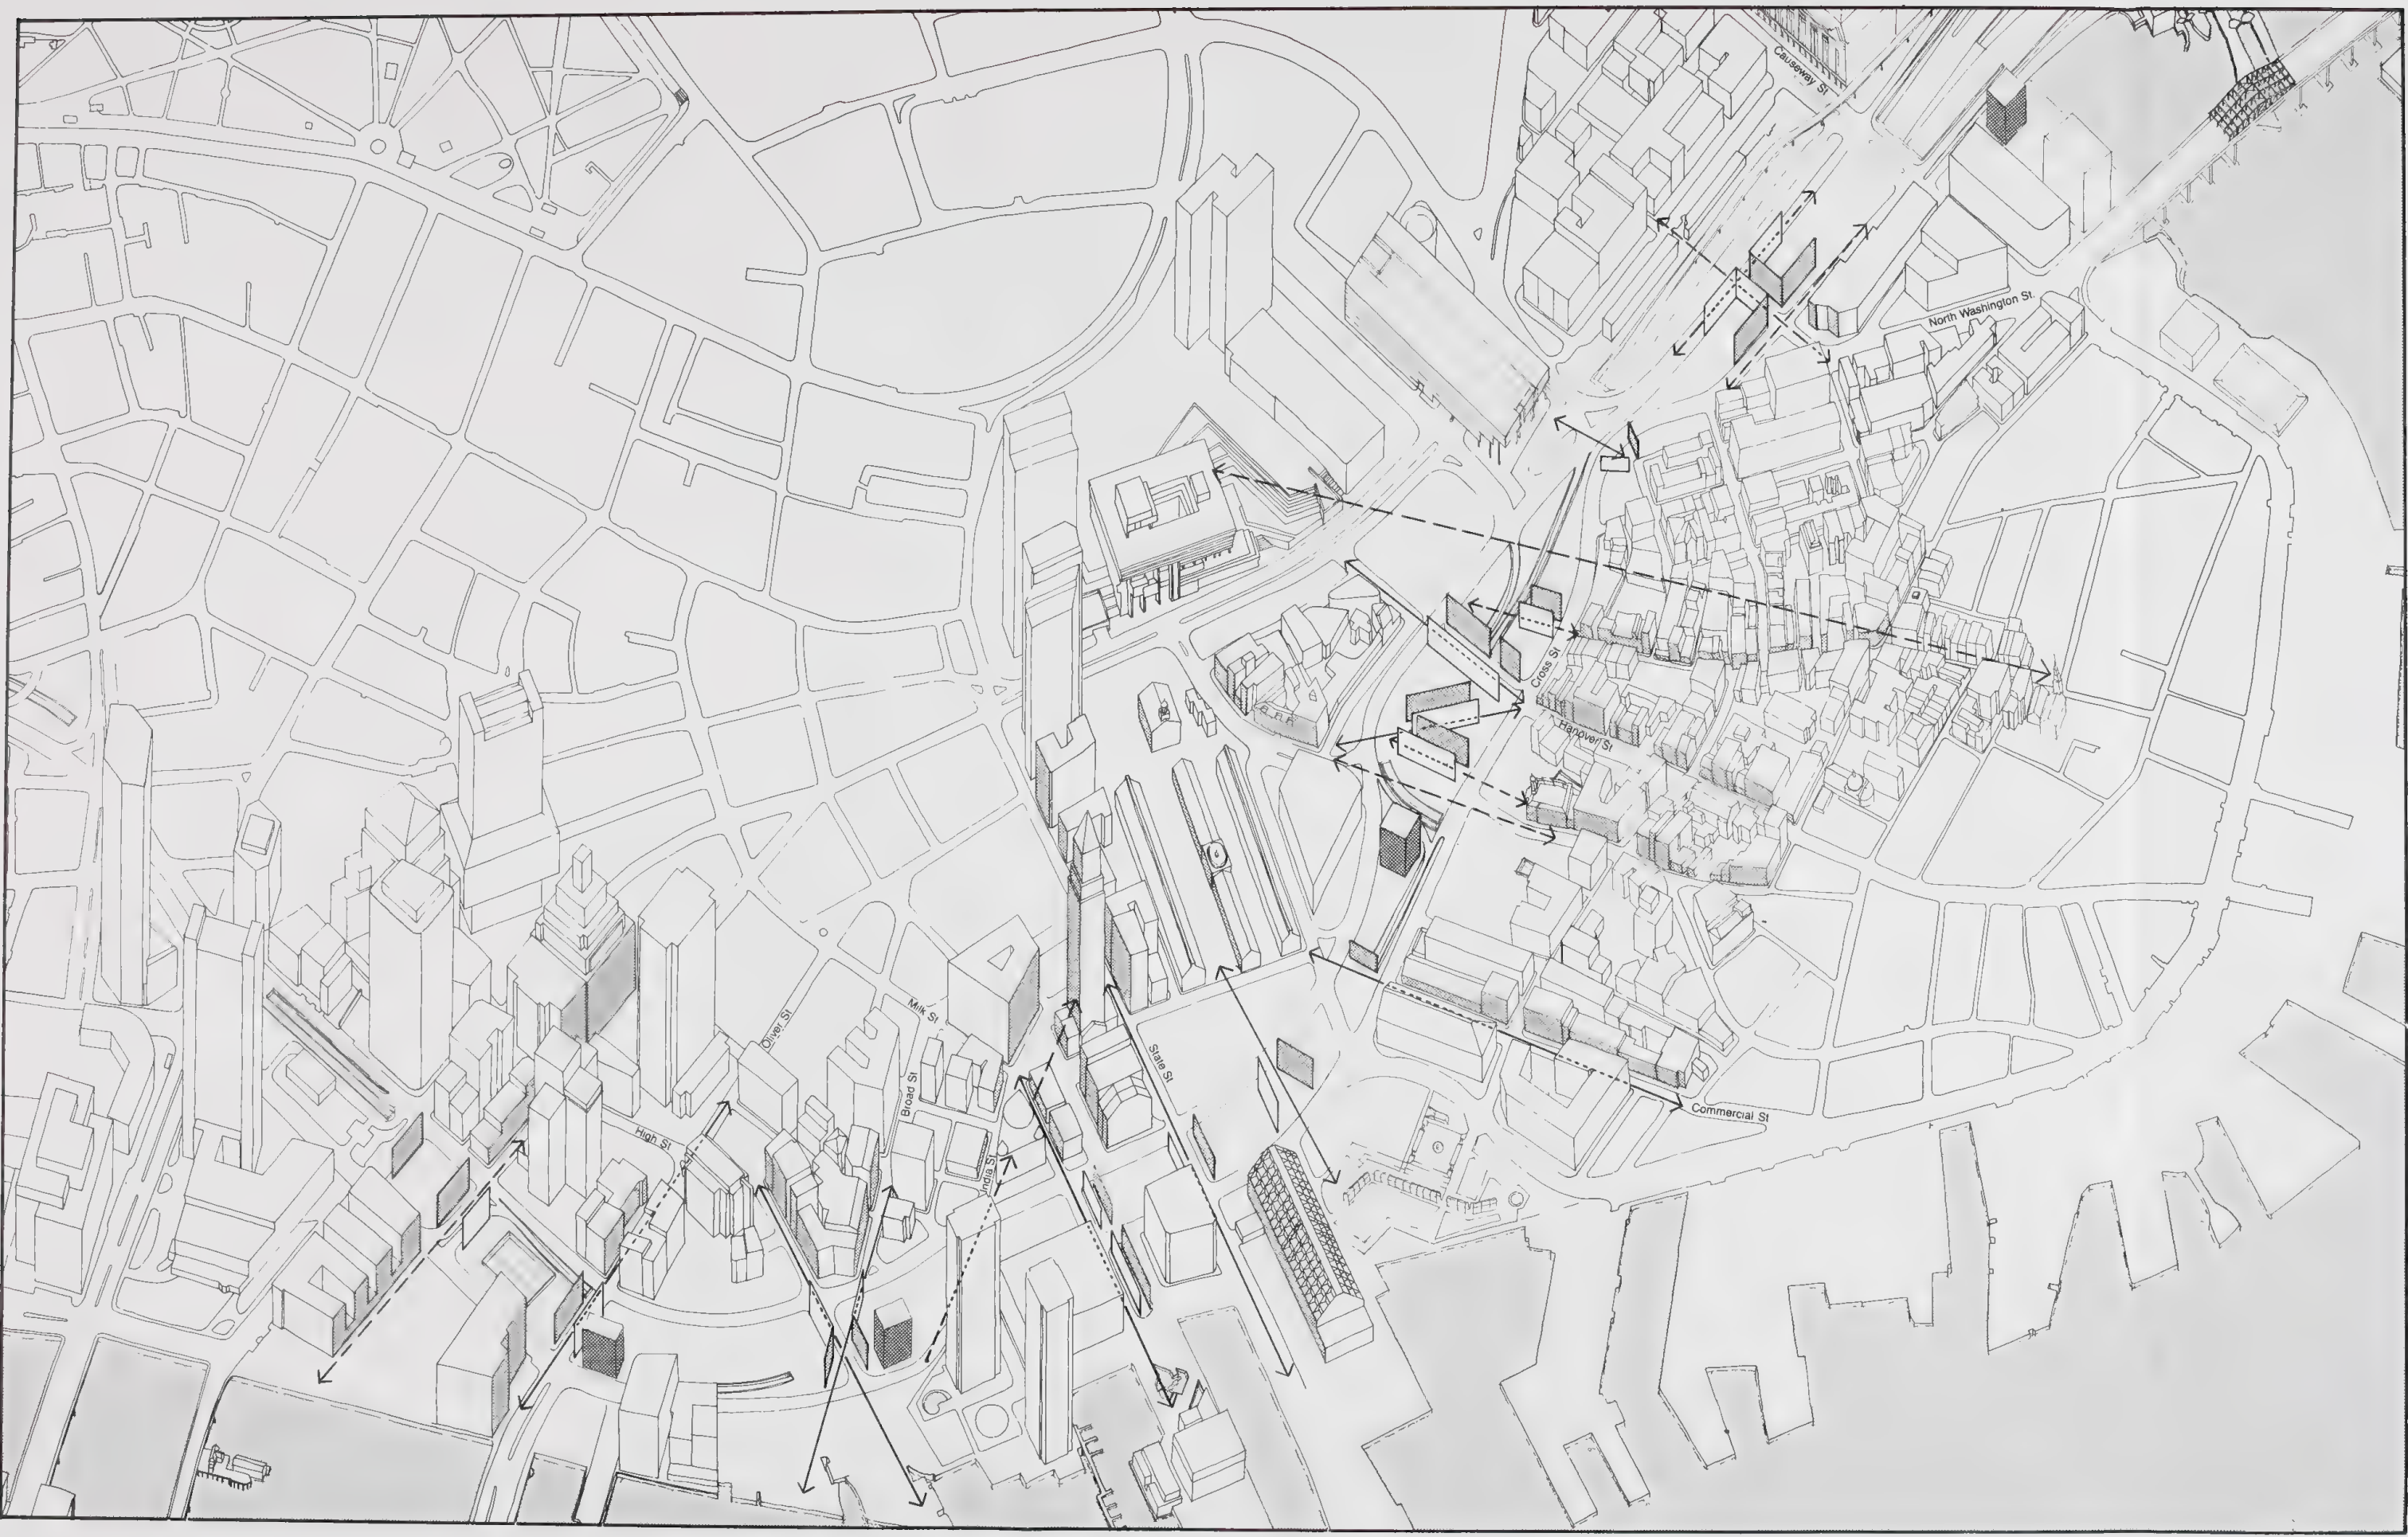 Causeway St
North Washington St.
Cross St
Hanover St
Oliver St
Milk St
State St
Broad St
Commercial St
High St
India St